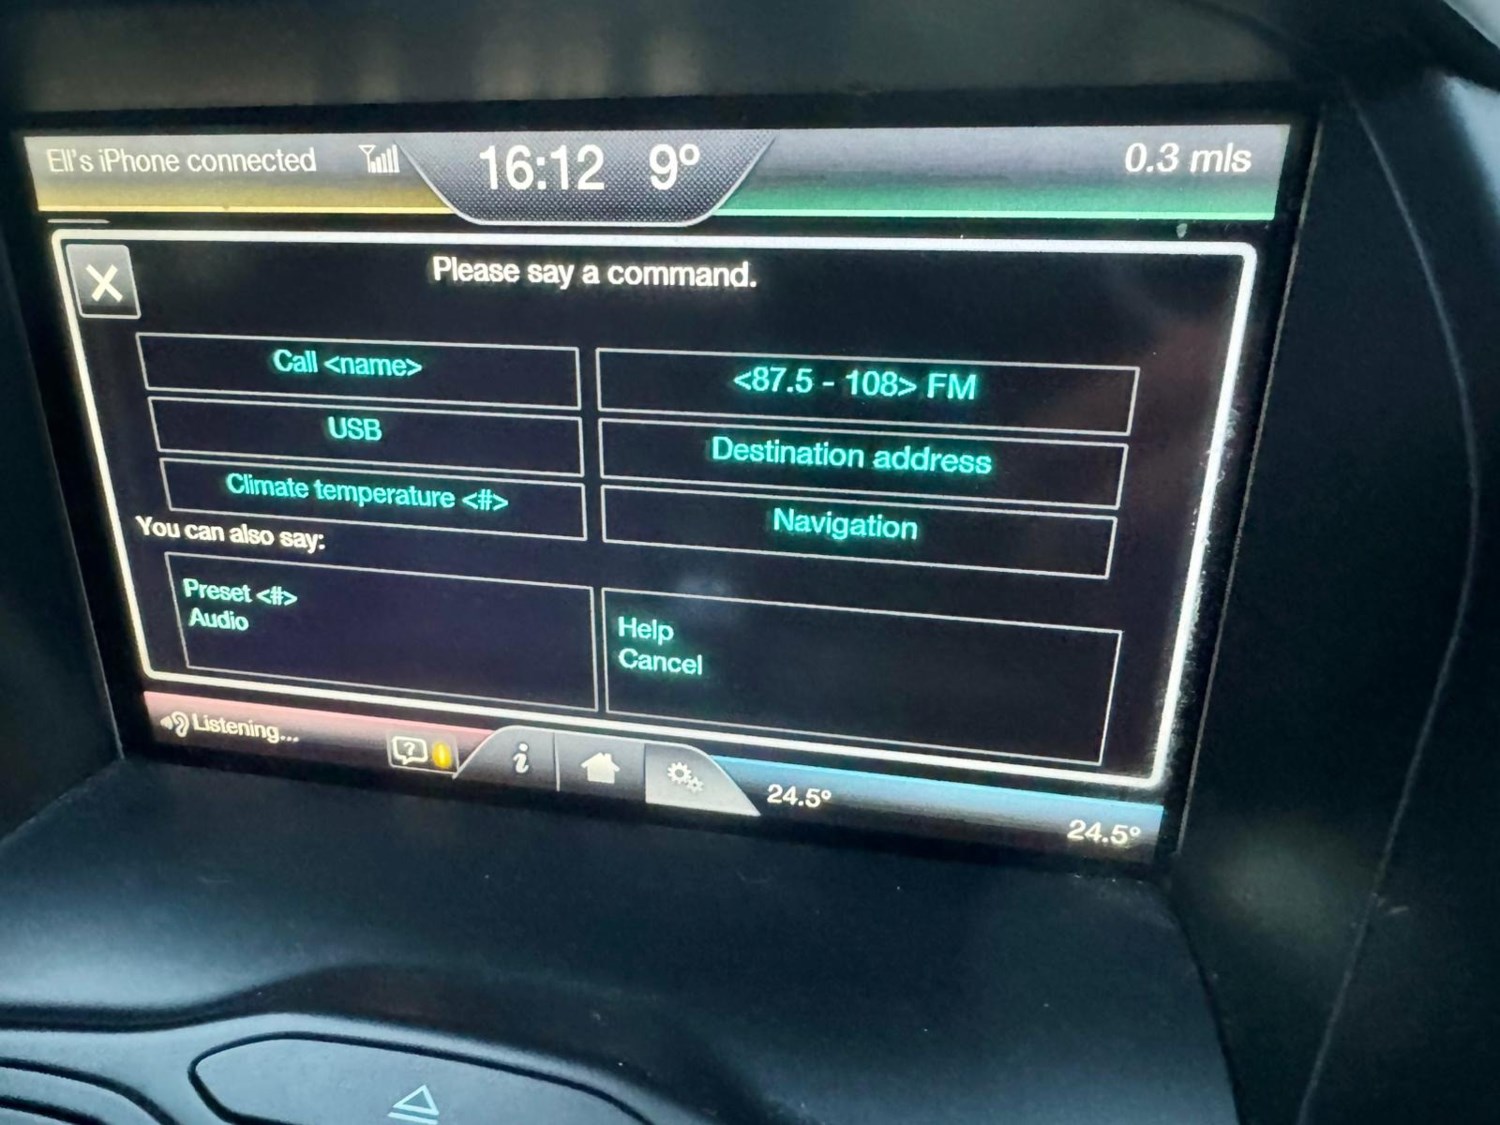 Ell's iPhone connected
16:12 9°
0.3 mls
X
Please say a command.
Call <name>
<87.5 - 108> FM
USB
Destination address
Climate temperature <#>
Navigation
You can also say:
Preset <#>
Audio
Help
Cancel
Listening...
?
i
24.5°
24.5°